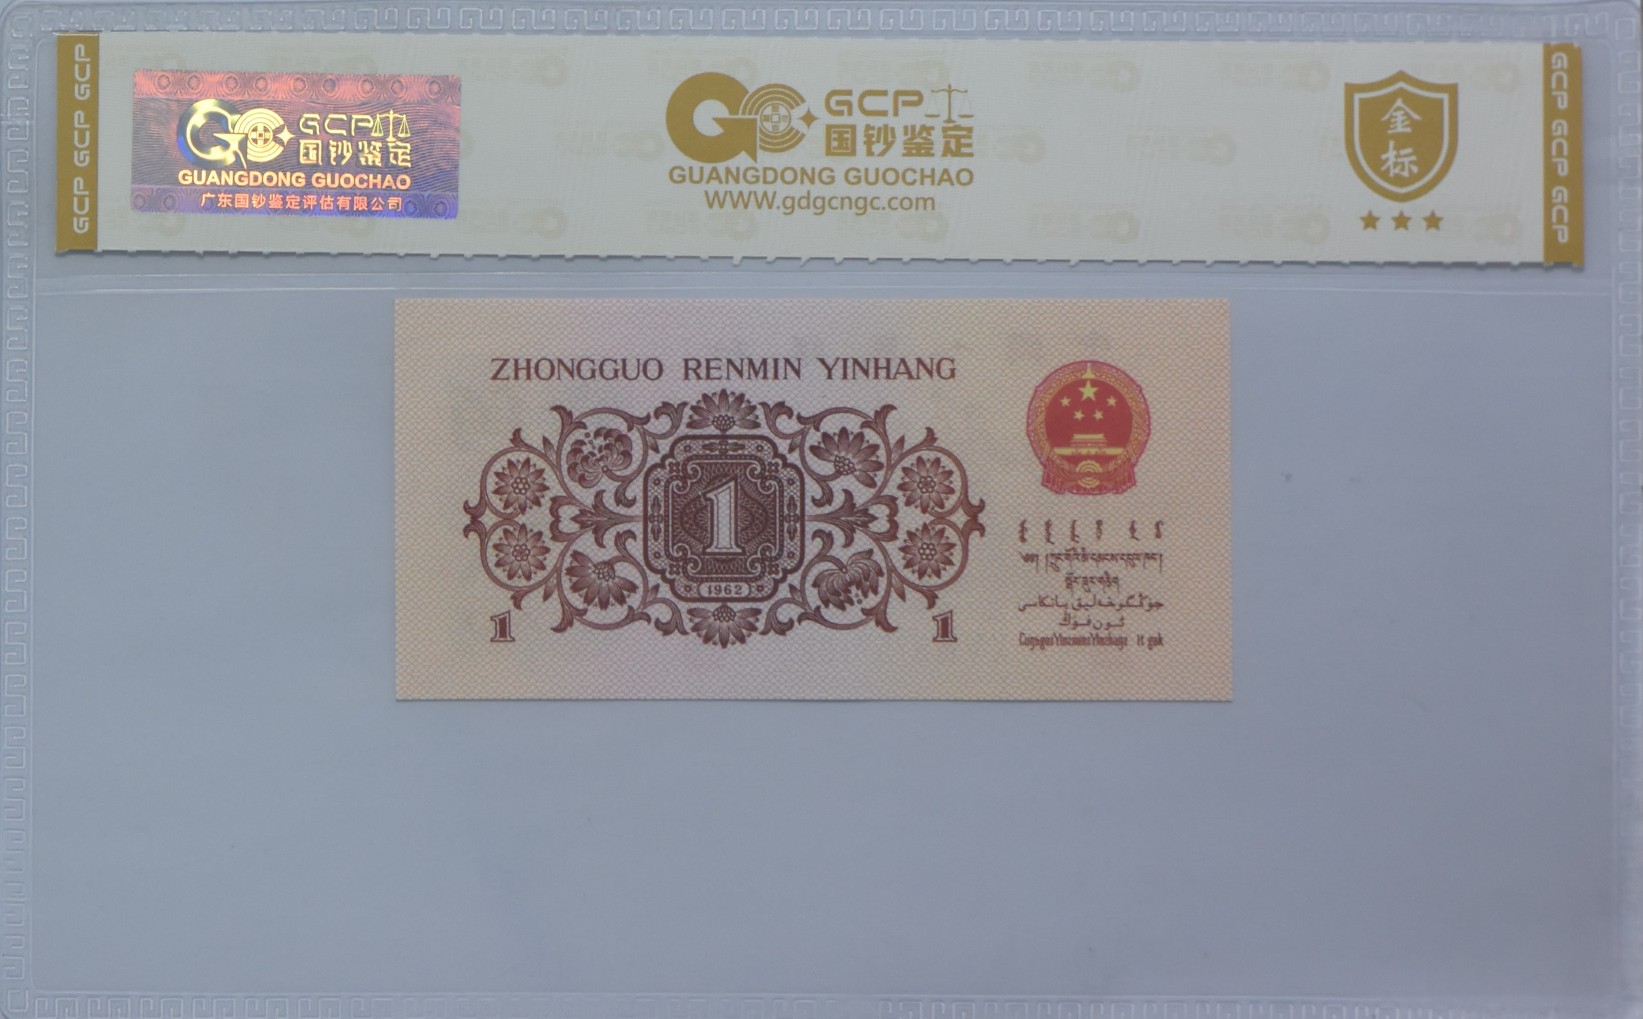 GCP GCP GCP
GCP
国钞鉴定
GUANGDONG GUOCHAO
广东国钞鉴定评估有限公司
GCP
国钞鉴定
GUANGDONG GUOCHAO
WWW.gdgcngc.com
金标
GCP GCP GCP
ZHONGGUO RENMIN YINHANG
1
1962
1
1
جۇڭگوخەلىق بانكاسى